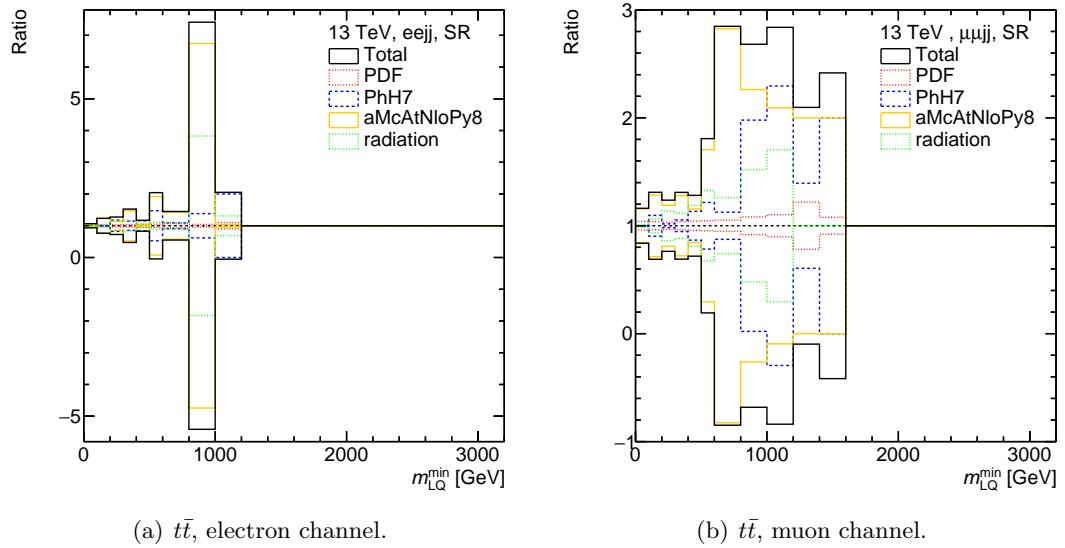 Ratio
13 TeV, eejj, SR
Total
PDF
PhH7
aMcAtNloPy8
radiation
5
0
−5
0 1000 2000 3000
m_LQ^min [GeV]
(a) tt̄, electron channel.
Ratio
13 TeV , μμjj, SR
Total
PDF
PhH7
aMcAtNloPy8
radiation
3
2
1
0
−1
0 1000 2000 3000
m_LQ^min [GeV]
(b) tt̄, muon channel.